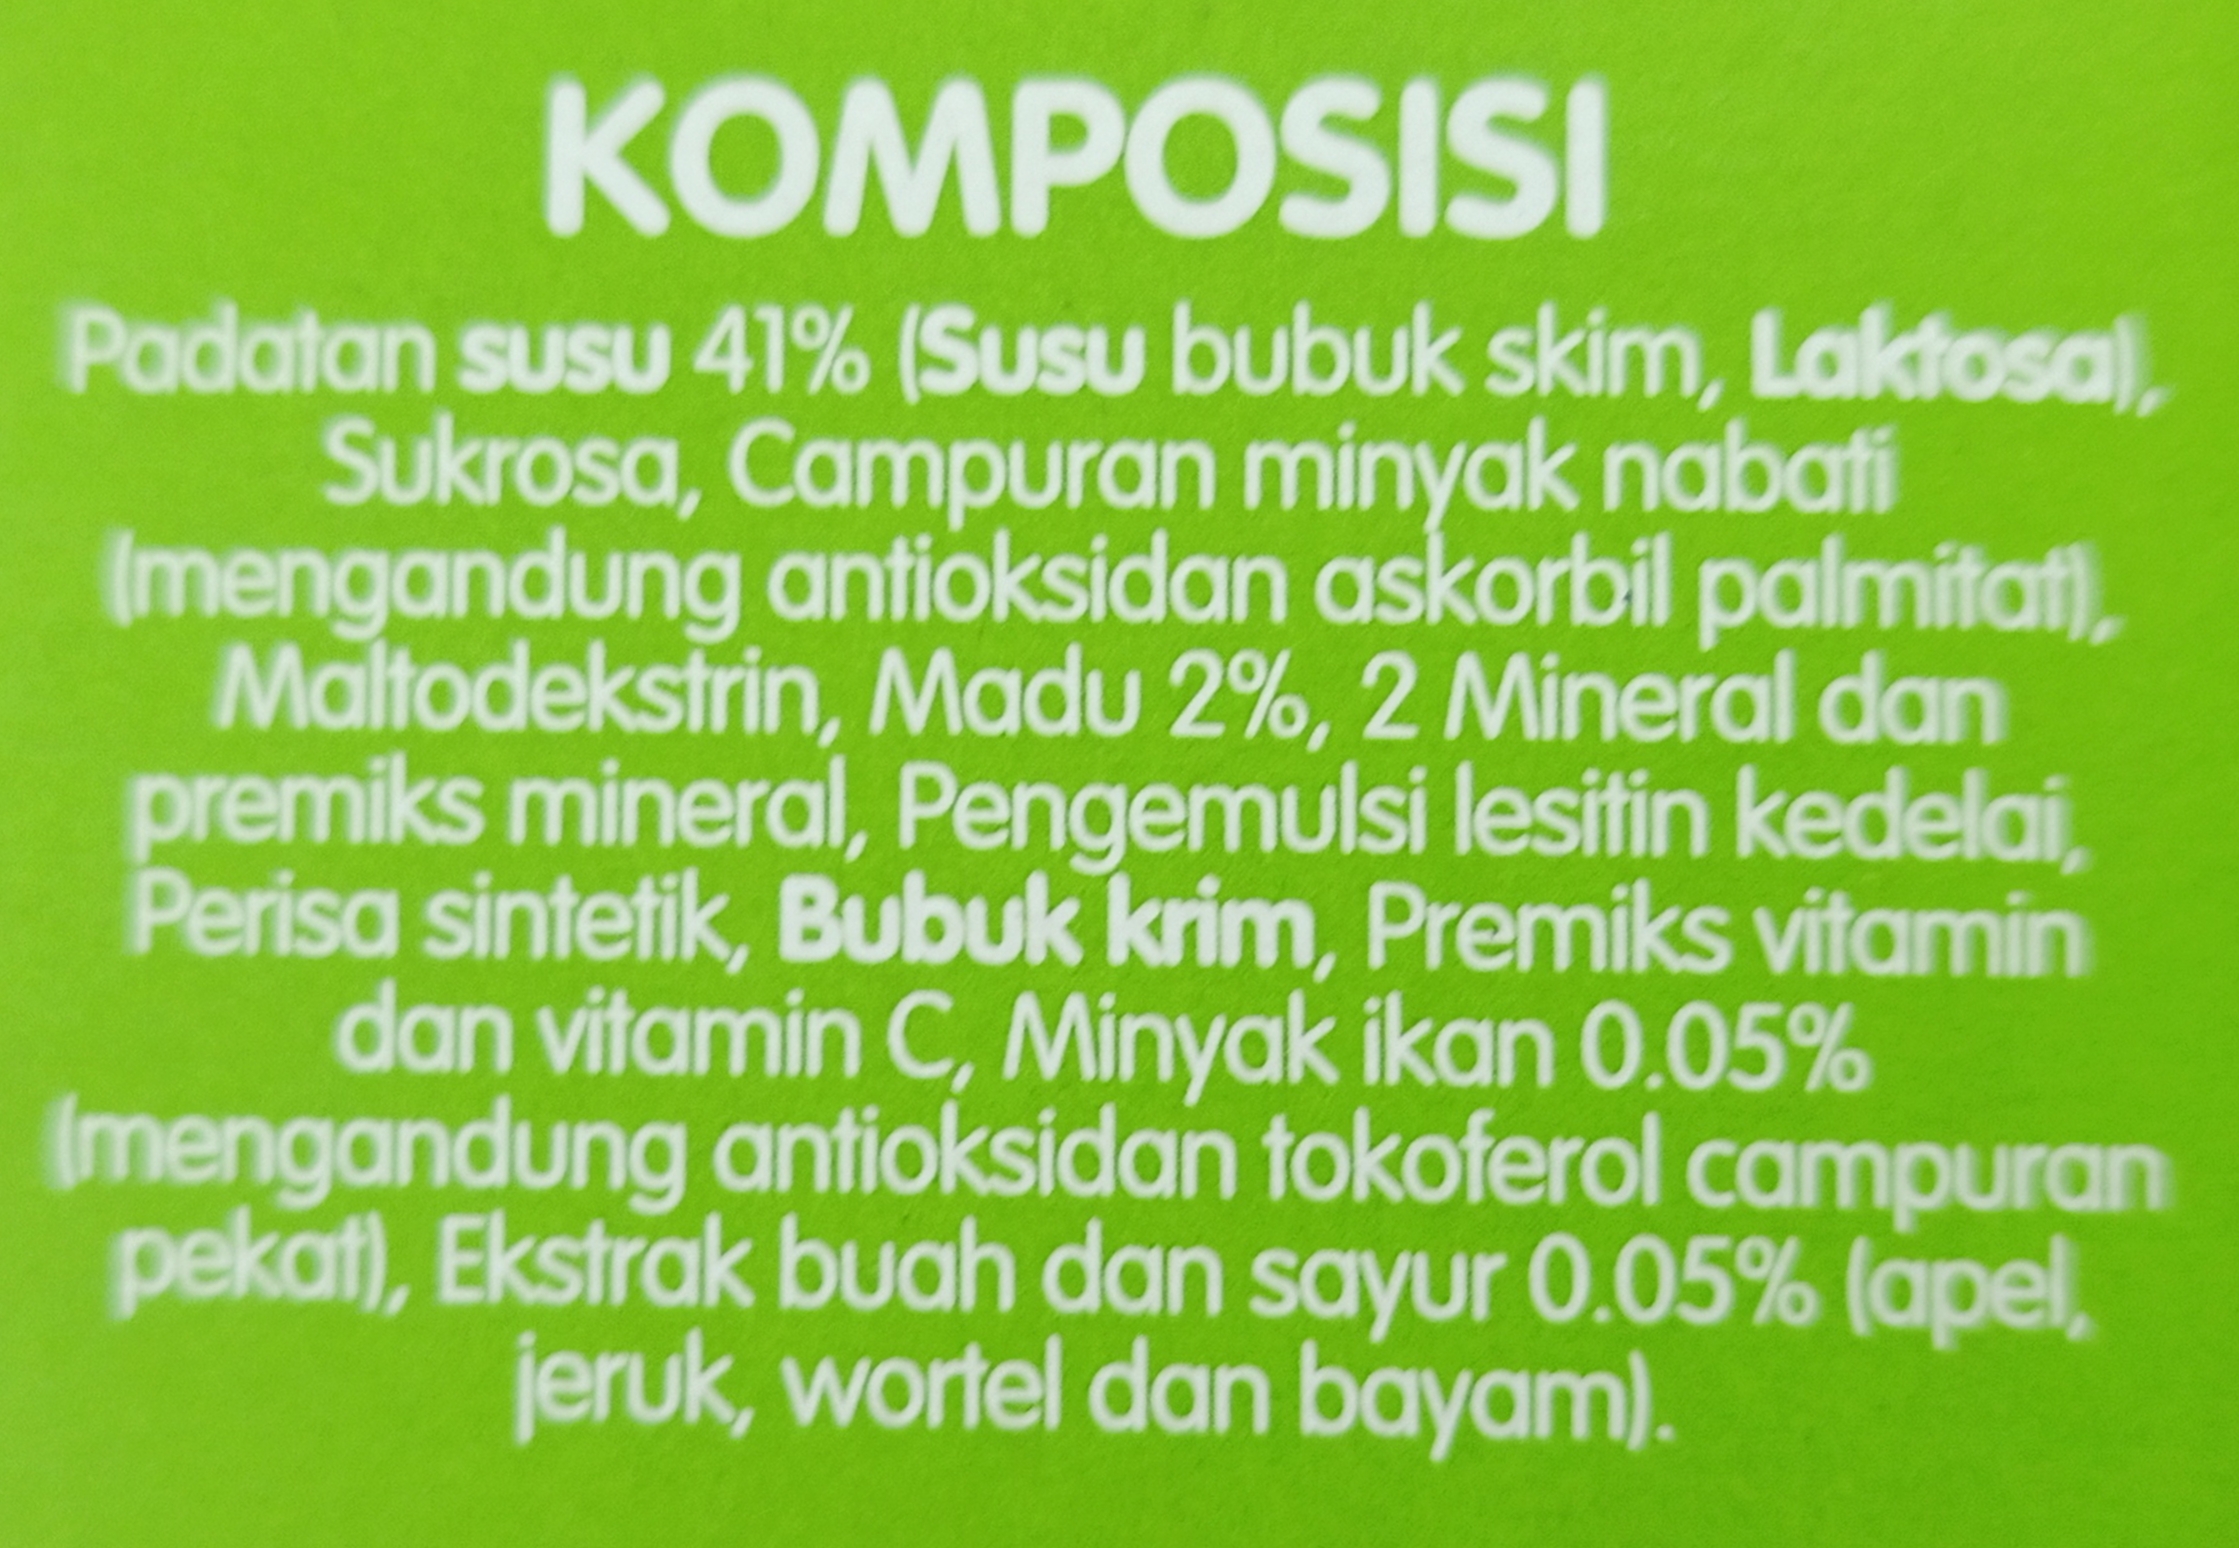 KOMPOSISI
Padatan susu 41% (Susu bubuk skim, Laktosa),
Sukrosa, Campuran minyak nabati
(mengandung antioksidan askorbil palmitat),
Maltodekstrin, Madu 2%, 2 Mineral dan
premiks mineral, Pengemulsi lesitin kedelai,
Perisa sintetik, Bubuk krim, Premiks vitamin
dan vitamin C, Minyak ikan 0.05%
(mengandung antioksidan tokoferol campuran
pekat), Ekstrak buah dan sayur 0.05% (apel,
jeruk, wortel dan bayam).